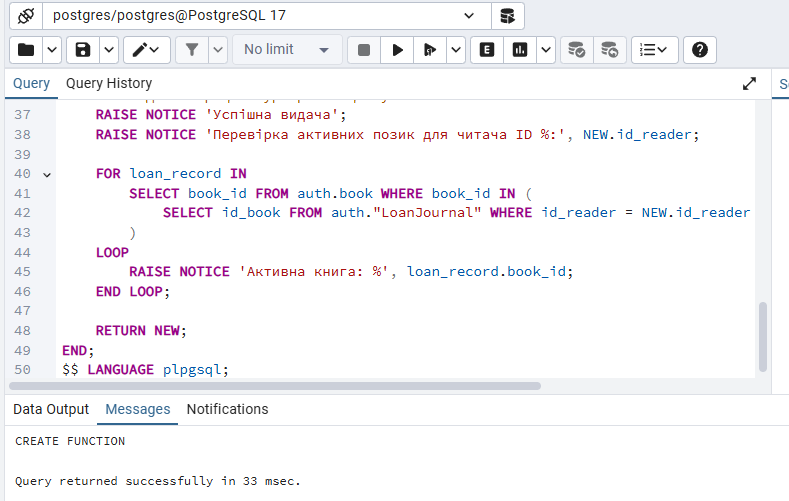 postgres/postgres@PostgreSQL 17
No limit
E
Query Query History
37 RAISE NOTICE 'Успішна видача';
38 RAISE NOTICE 'Перевірка активних позик для читача ID %:', NEW.id_reader;
39
40 FOR loan_record IN
41 SELECT book_id FROM auth.book WHERE book_id IN (
42 SELECT id_book FROM auth."LoanJournal" WHERE id_reader = NEW.id_reader
43 )
44 LOOP
45 RAISE NOTICE 'Активна книга: %', loan_record.book_id;
46 END LOOP;
47
48 RETURN NEW;
49 END;
50 $$ LANGUAGE plpgsql;
Data Output Messages Notifications
CREATE FUNCTION
Query returned successfully in 33 msec.